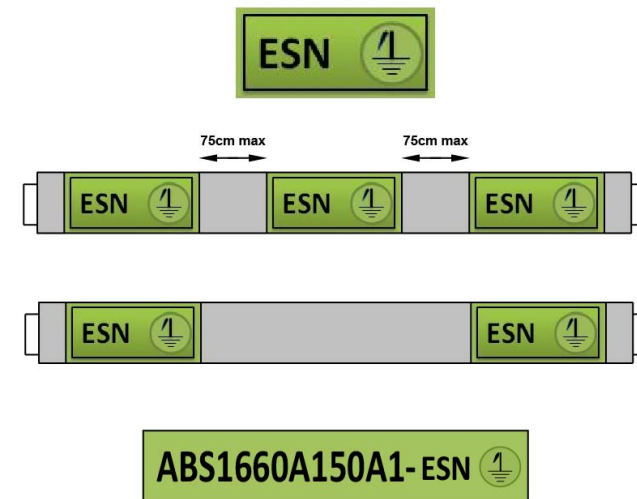 ESN
75cm max 75cm max
ESN ESN ESN
ESN ESN
ABS1660A150A1-ESN